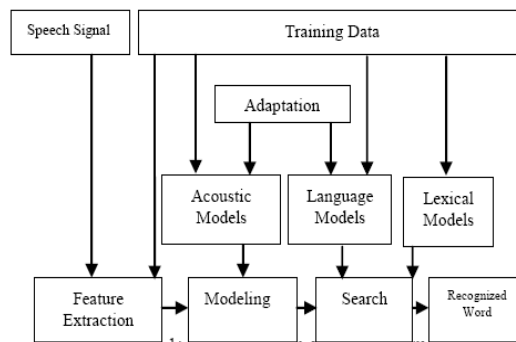 Speech Signal
Training Data
Adaptation
Acoustic
Models
Language
Models
Lexical
Models
Feature
Extraction
Modeling
Search
Recognized
Word